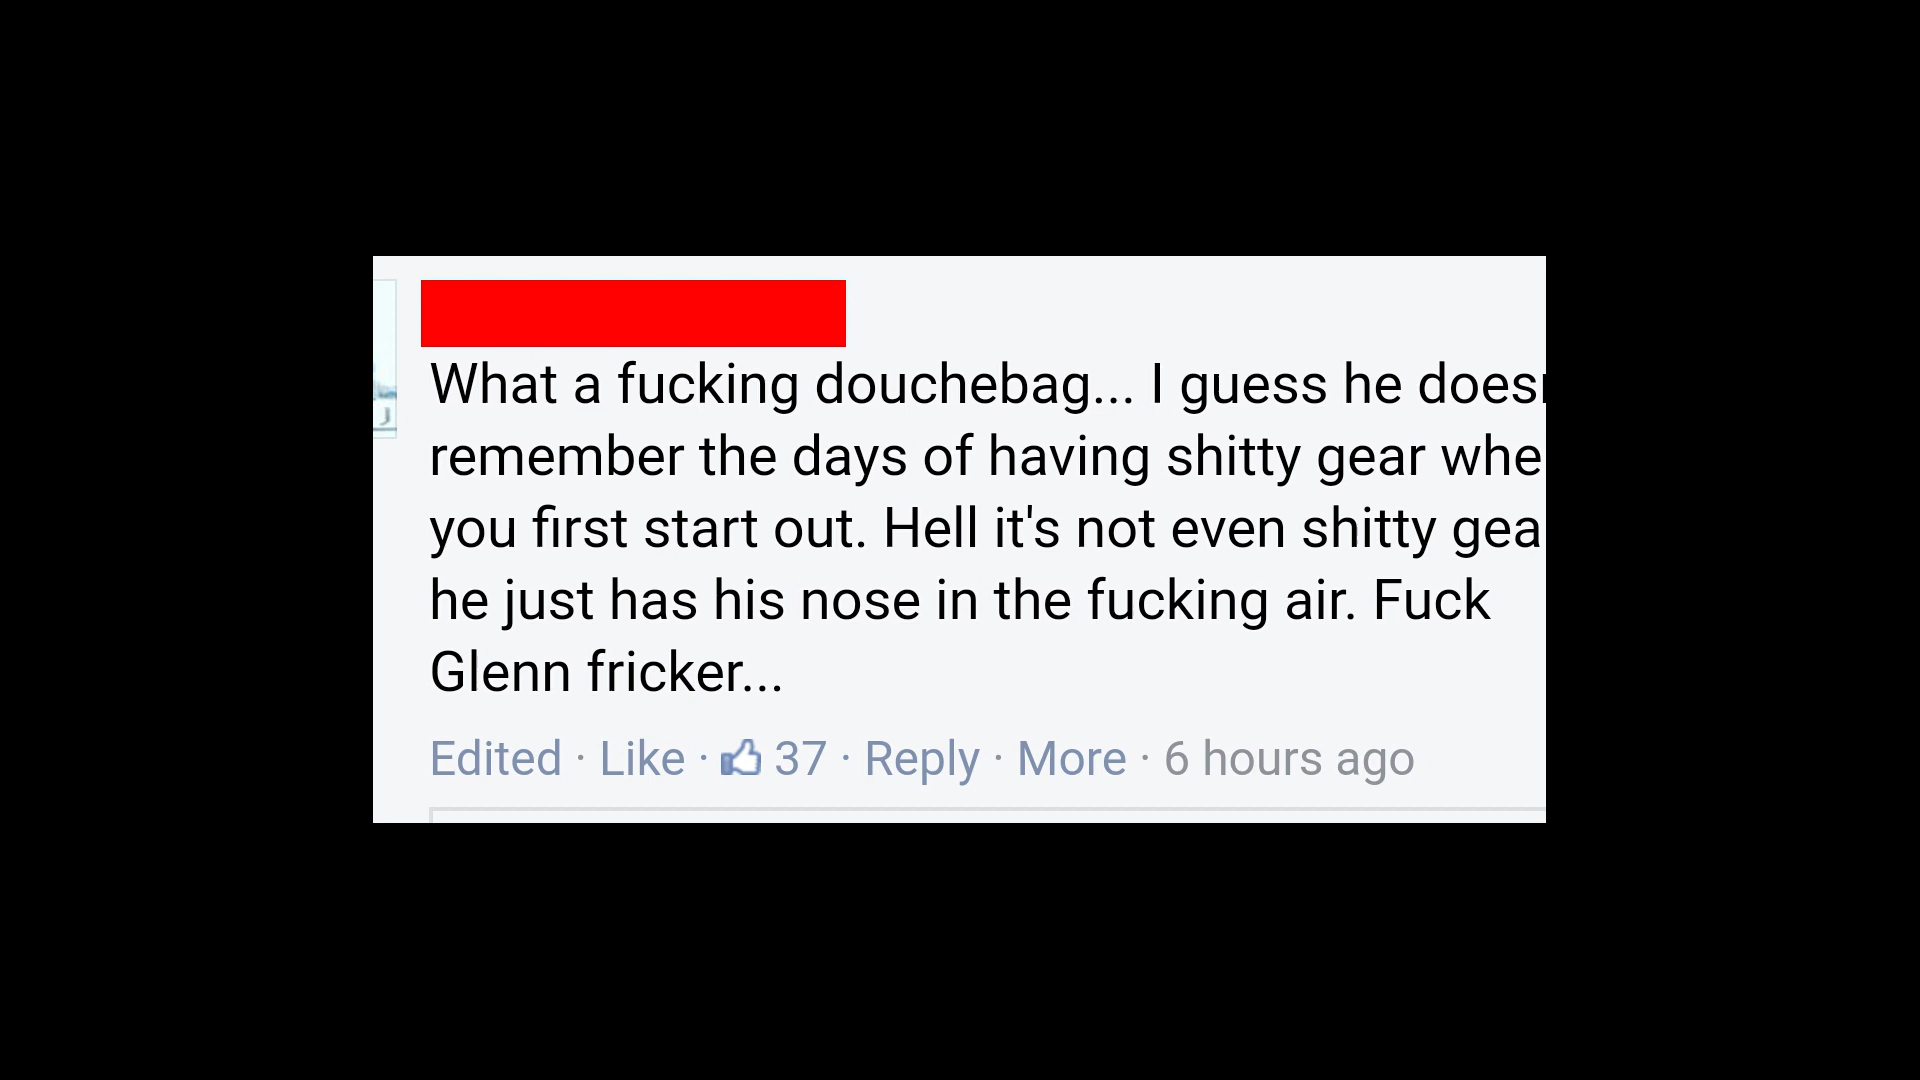 What a fucking douchebag... I guess he does
remember the days of having shitty gear whe
you first start out. Hell it's not even shitty gea
he just has his nose in the fucking air. Fuck
Glenn fricker...
Edited · Like · 37 · Reply · More · 6 hours ago